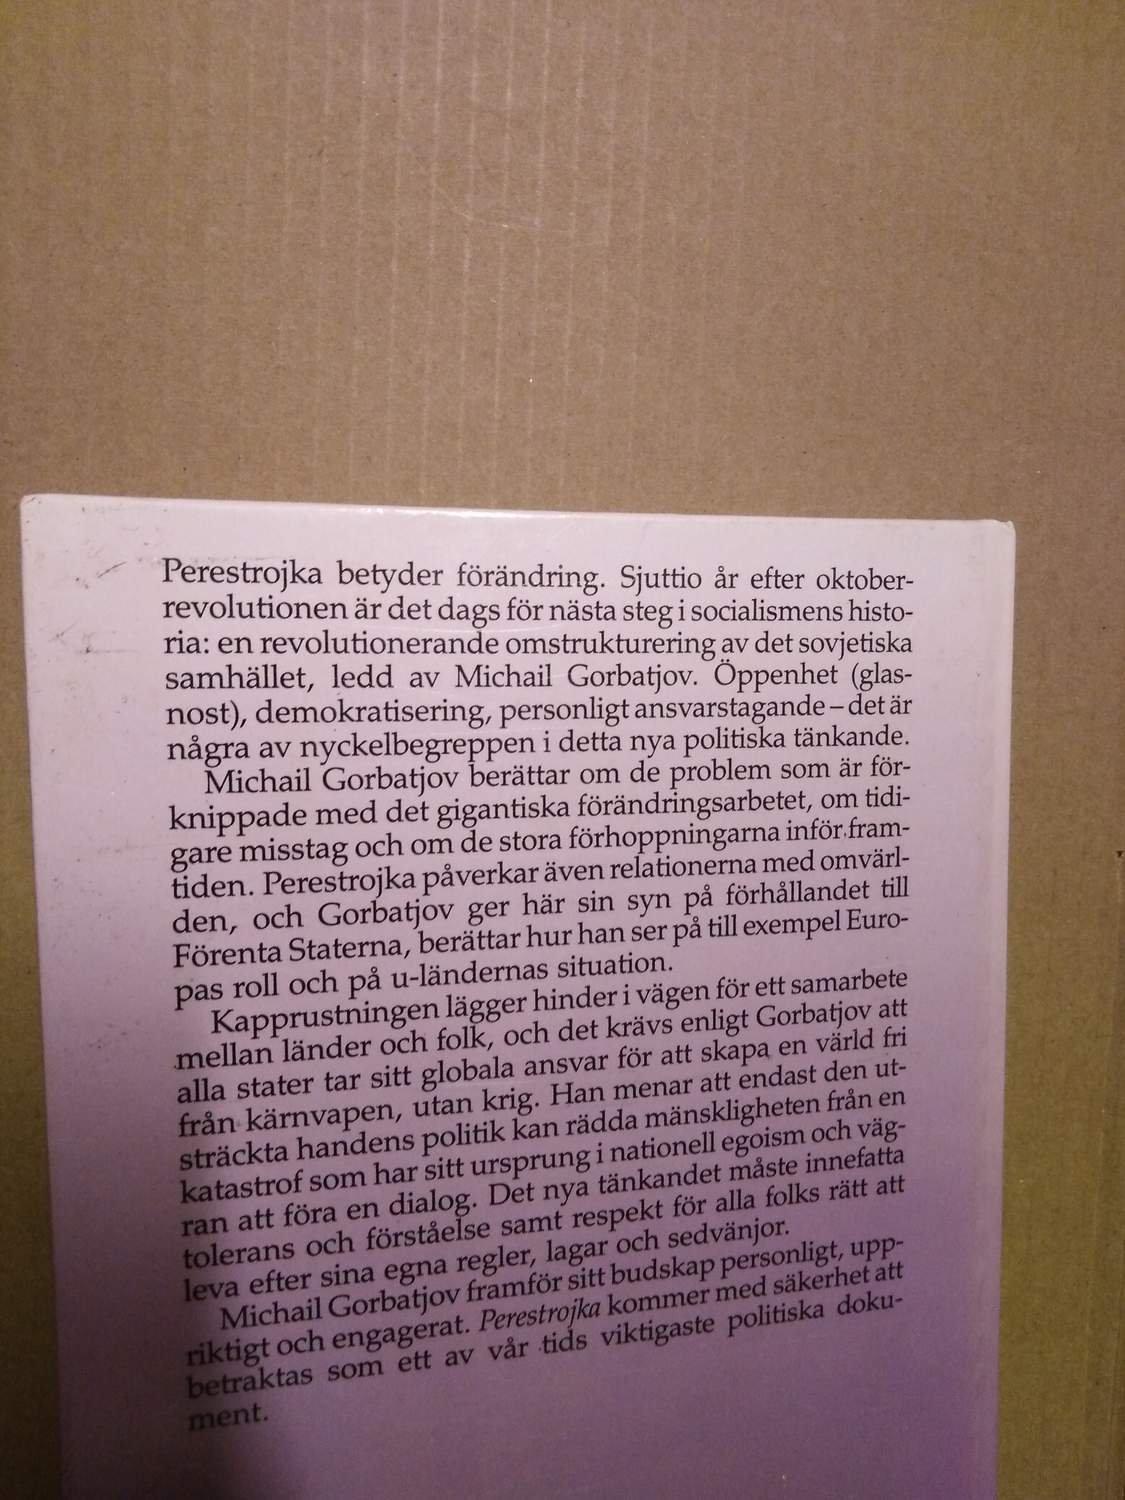 Perestrojka betyder förändring. Sjuttio år efter oktober-
revolutionen är det dags för nästa steg i socialismens histo-
ria: en revolutionerande omstrukturering av det sovjetiska
samhället, ledd av Michail Gorbatjov. Öppenhet (glas-
nost), demokratisering, personligt ansvarstagande – det är
några av nyckelbegreppen i detta nya politiska tänkande.
Michail Gorbatjov berättar om de problem som är för-
knippade med det gigantiska förändringsarbetet, om tidi-
gare misstag och om de stora förhoppningarna inför fram-
tiden. Perestrojka påverkar även relationerna med omvärl-
den, och Gorbatjov ger här sin syn på förhållandet till
Förenta Staterna, berättar hur han ser på till exempel Euro-
pas roll och på u-ländernas situation.
Kapprustningen lägger hinder i vägen för ett samarbete
mellan länder och folk, och det krävs enligt Gorbatjov att
alla stater tar sitt globala ansvar för att skapa en värld fri
från kärnvapen, utan krig. Han menar att endast den ut-
sträckta handens politik kan rädda mänskligheten från en
katastrof som har sitt ursprung i nationell egoism och väg-
ran att föra en dialog. Det nya tänkandet måste innefatta
tolerans och förståelse samt respekt för alla folks rätt att
leva efter sina egna regler, lagar och sedvänjor.
Michail Gorbatjov framför sitt budskap personligt, upp-
riktigt och engagerat. Perestrojka kommer med säkerhet att
betraktas som ett av vår tids viktigaste politiska doku-
ment.